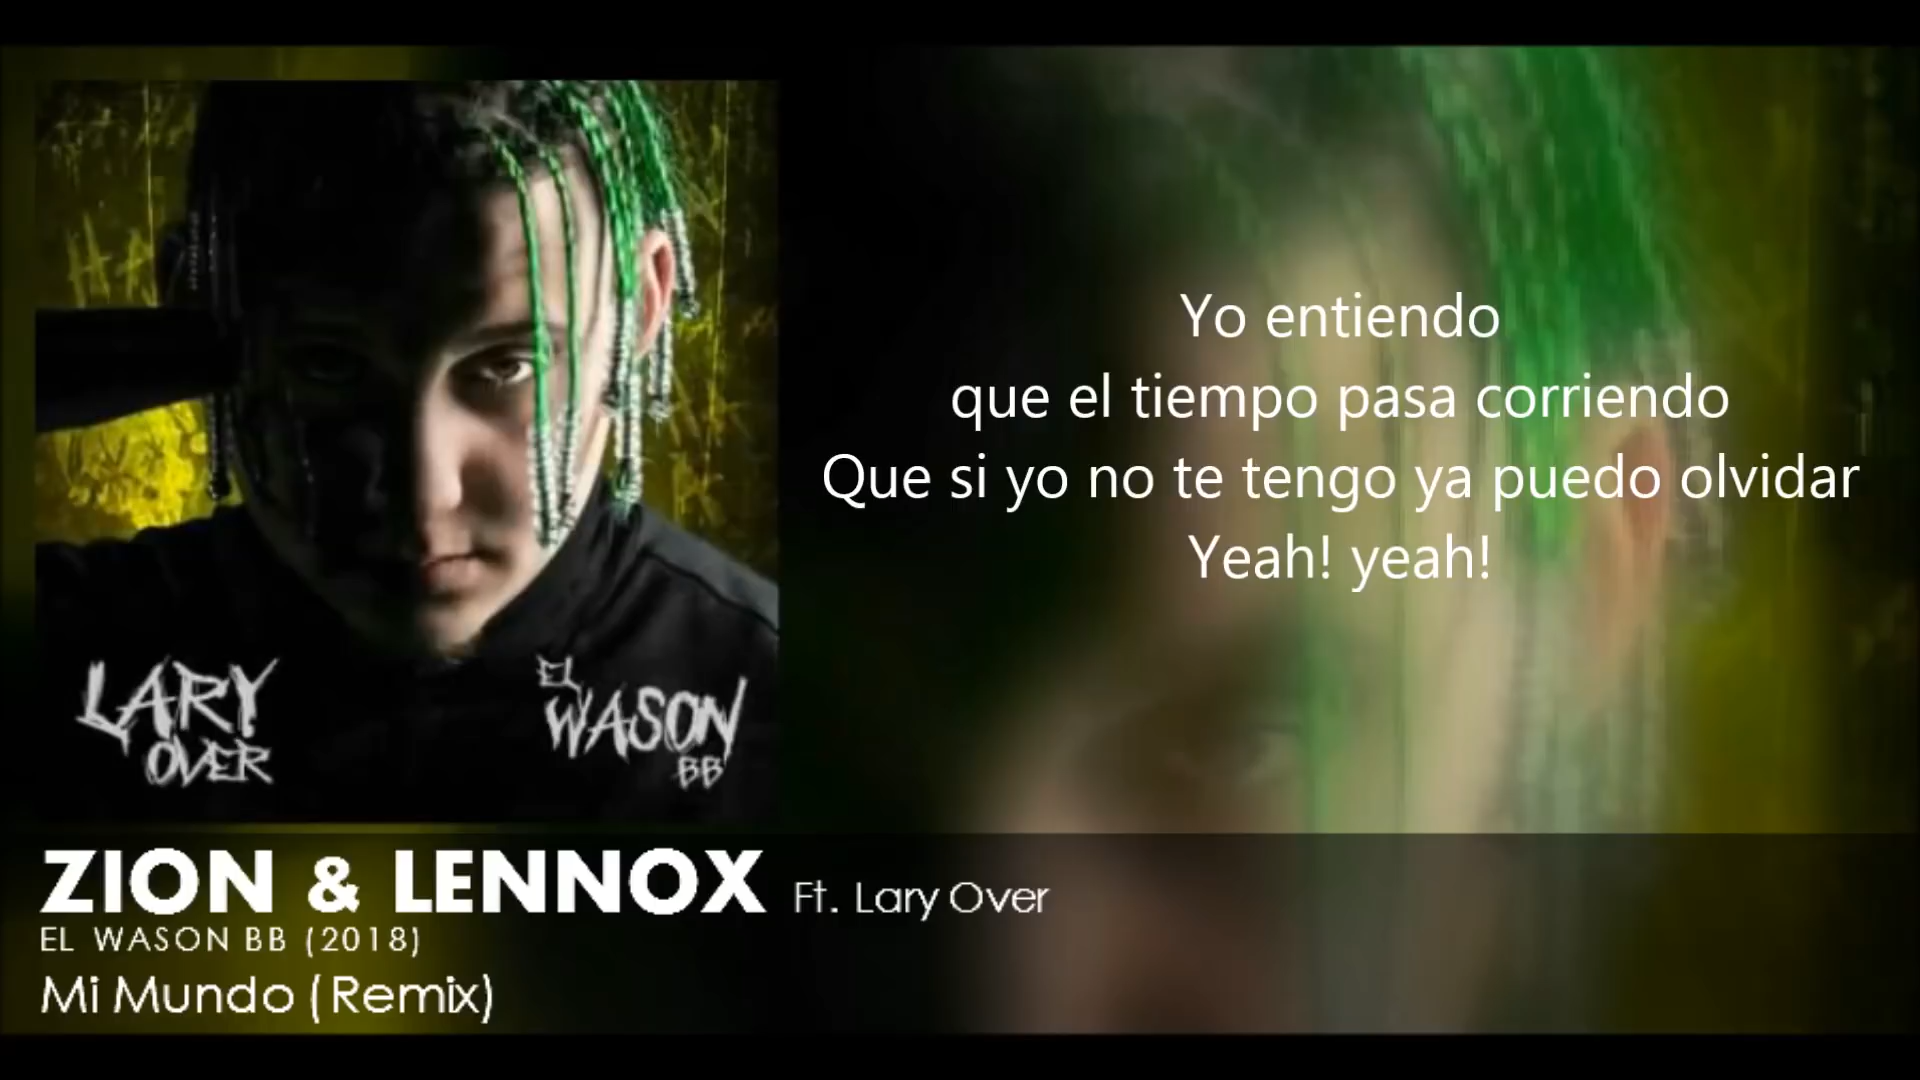 Yo entiendo
que el tiempo pasa corriendo
Que si yo no te tengo ya puedo olvidar
Yeah! yeah!
LARY
OVER
EL
WASON
BB
ZION & LENNOX Ft. Lary Over
EL WASON BB (2018)
Mi Mundo (Remix)